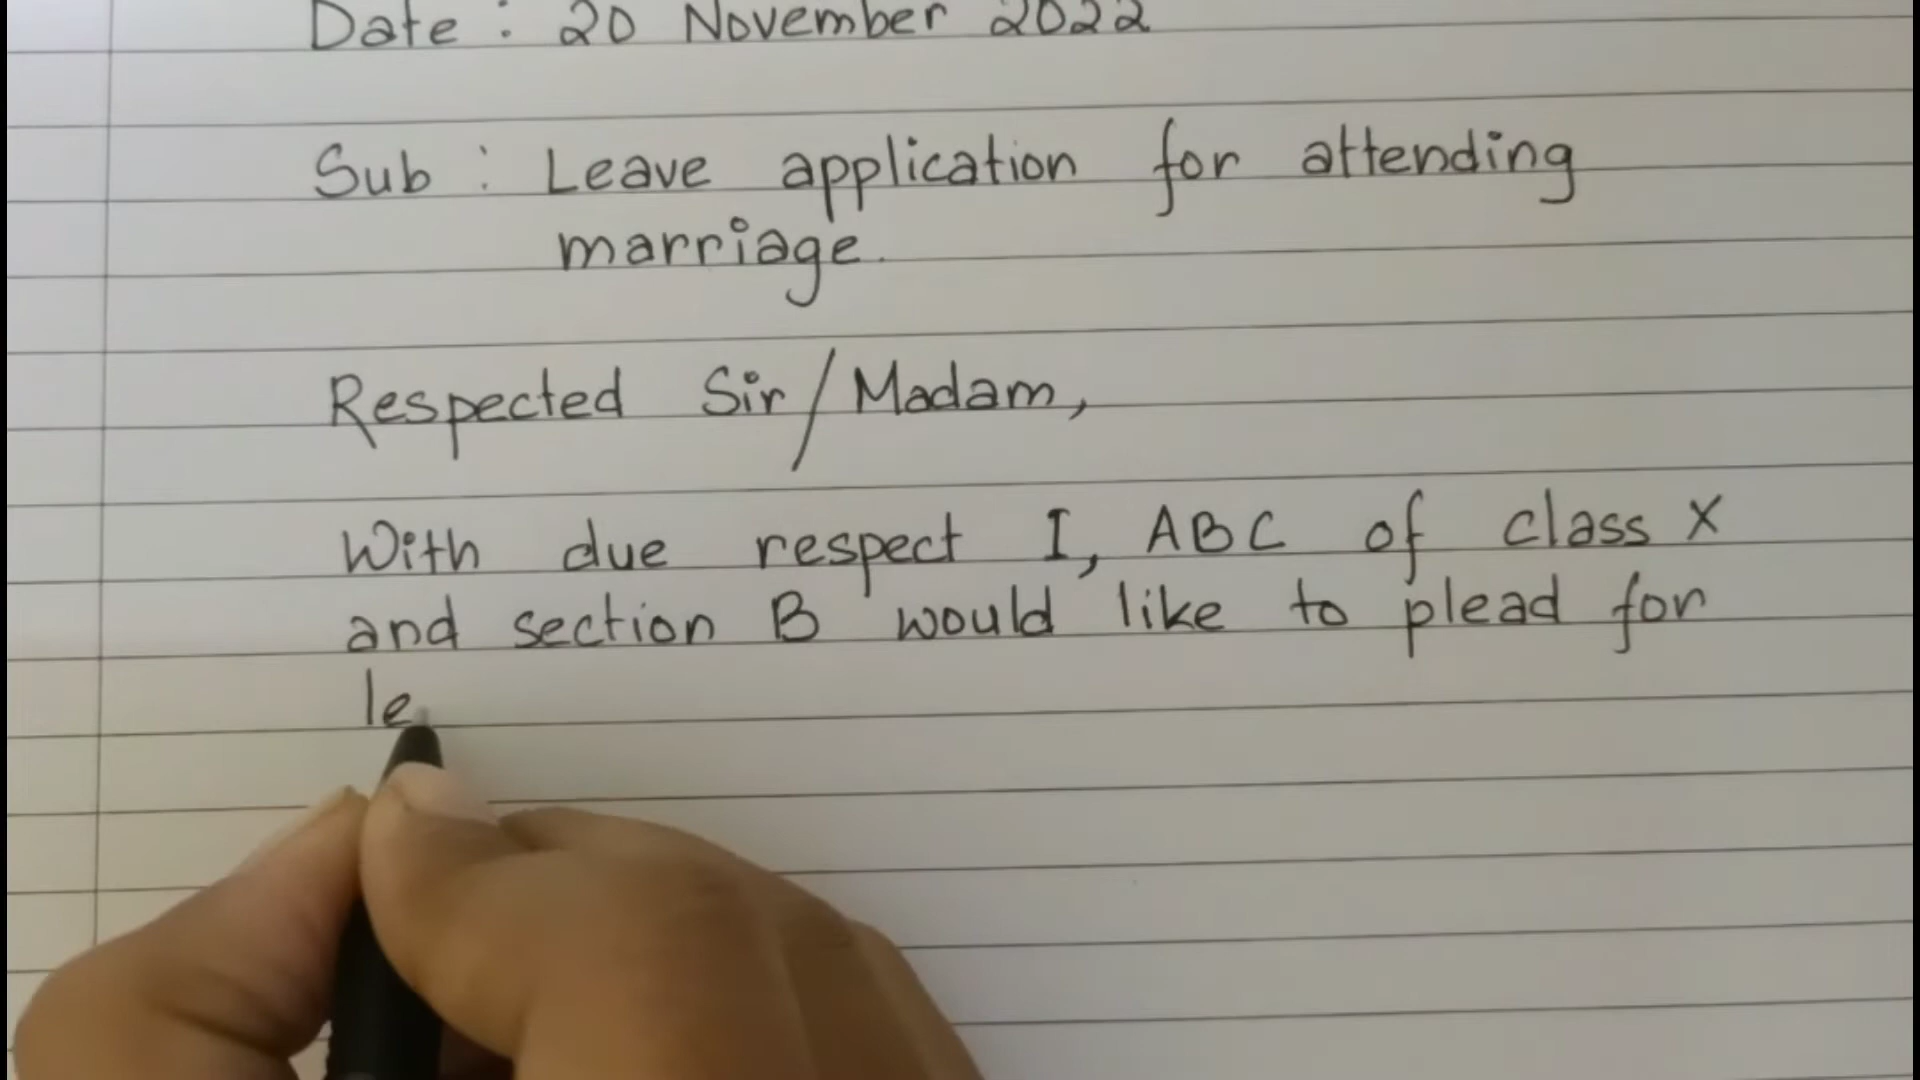 Date : 20 November 2022
Sub : Leave application for attending
marriage.
Respected Sir/Madam,
With due respect I, ABC of class X
and section B would like to plead for
le